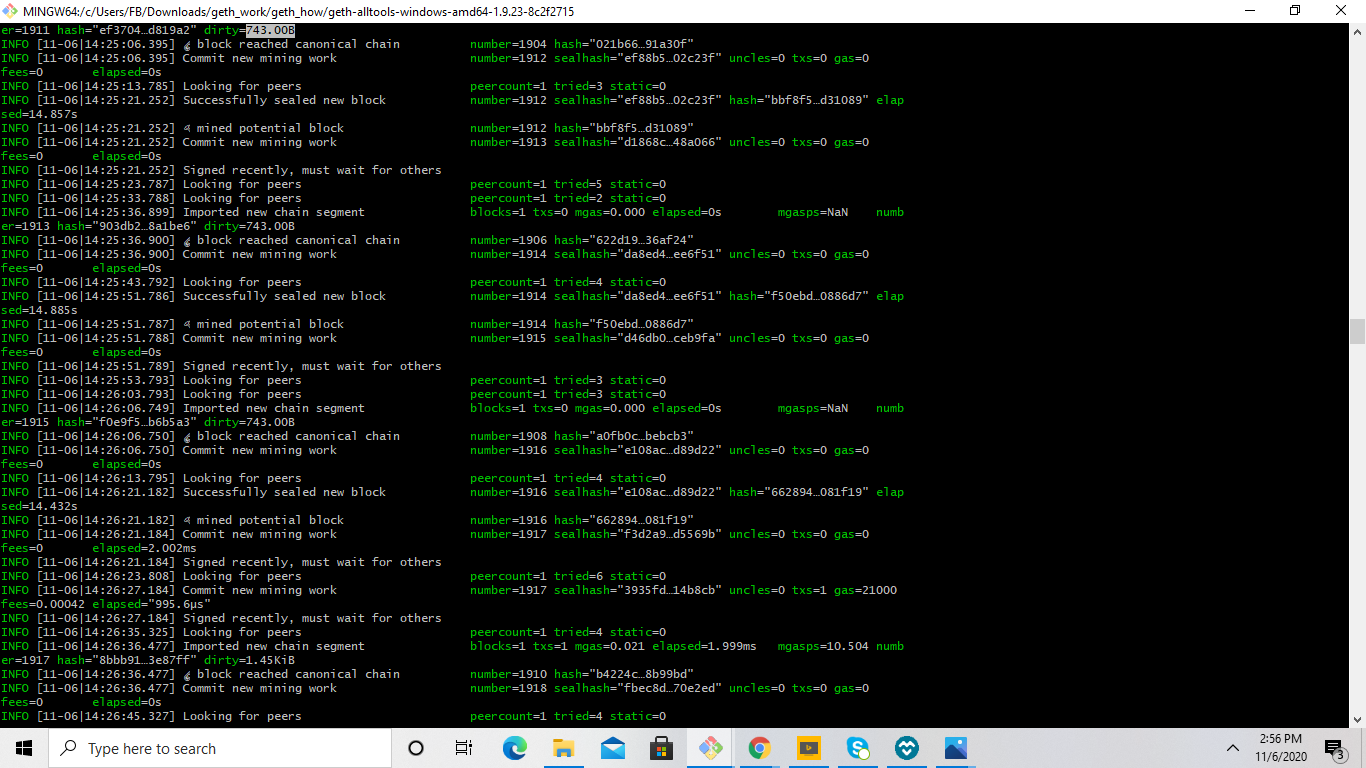 MINGW64:/c/Users/FB/Downloads/geth_work/geth_how/geth-alltools-windows-amd64-1.9.23-8c2f2715
er=1911 hash="ef3704…d819a2" dirty=743.00B
INFO [11-06|14:25:06.395] block reached canonical chain number=1904 hash="021b66…91a30f"
INFO [11-06|14:25:06.395] Commit new mining work number=1912 sealhash="ef88b5…02c23f" uncles=0 txs=0 gas=0
fees=0 elapsed=0s
INFO [11-06|14:25:13.785] Looking for peers peercount=1 tried=3 static=0
INFO [11-06|14:25:21.252] Successfully sealed new block number=1912 sealhash="ef88b5…02c23f" hash="bbf8f5…d31089" elap
sed=14.857s
INFO [11-06|14:25:21.252] mined potential block number=1912 hash="bbf8f5…d31089"
INFO [11-06|14:25:21.252] Commit new mining work number=1913 sealhash="d1868c…48a066" uncles=0 txs=0 gas=0
fees=0 elapsed=0s
INFO [11-06|14:25:21.252] Signed recently, must wait for others
INFO [11-06|14:25:23.787] Looking for peers peercount=1 tried=5 static=0
INFO [11-06|14:25:33.788] Looking for peers peercount=1 tried=2 static=0
INFO [11-06|14:25:36.899] Imported new chain segment blocks=1 txs=0 mgas=0.000 elapsed=0s mgasps=NaN numb
er=1913 hash="903db2…8a1be6" dirty=743.00B
INFO [11-06|14:25:36.900] block reached canonical chain number=1906 hash="622d19…36af24"
INFO [11-06|14:25:36.900] Commit new mining work number=1914 sealhash="da8ed4…ee6f51" uncles=0 txs=0 gas=0
fees=0 elapsed=0s
INFO [11-06|14:25:43.792] Looking for peers peercount=1 tried=4 static=0
INFO [11-06|14:25:51.786] Successfully sealed new block number=1914 sealhash="da8ed4…ee6f51" hash="f50ebd…0886d7" elap
sed=14.885s
INFO [11-06|14:25:51.787] mined potential block number=1914 hash="f50ebd…0886d7"
INFO [11-06|14:25:51.788] Commit new mining work number=1915 sealhash="d46db0…ceb9fa" uncles=0 txs=0 gas=0
fees=0 elapsed=0s
INFO [11-06|14:25:51.789] Signed recently, must wait for others
INFO [11-06|14:25:53.793] Looking for peers peercount=1 tried=3 static=0
INFO [11-06|14:26:03.793] Looking for peers peercount=1 tried=3 static=0
INFO [11-06|14:26:06.749] Imported new chain segment blocks=1 txs=0 mgas=0.000 elapsed=0s mgasps=NaN numb
er=1915 hash="f0e9f5…b6b5a3" dirty=743.00B
INFO [11-06|14:26:06.750] block reached canonical chain number=1908 hash="a0fb0c…bebcb3"
INFO [11-06|14:26:06.750] Commit new mining work number=1916 sealhash="e108ac…d89d22" uncles=0 txs=0 gas=0
fees=0 elapsed=0s
INFO [11-06|14:26:13.795] Looking for peers peercount=1 tried=4 static=0
INFO [11-06|14:26:21.182] Successfully sealed new block number=1916 sealhash="e108ac…d89d22" hash="662894…081f19" elap
sed=14.432s
INFO [11-06|14:26:21.182] mined potential block number=1916 hash="662894…081f19"
INFO [11-06|14:26:21.184] Commit new mining work number=1917 sealhash="f3d2a9…d5569b" uncles=0 txs=0 gas=0
fees=0 elapsed=2.002ms
INFO [11-06|14:26:21.184] Signed recently, must wait for others
INFO [11-06|14:26:23.808] Looking for peers peercount=1 tried=6 static=0
INFO [11-06|14:26:27.184] Commit new mining work number=1917 sealhash="3935fd…14b8cb" uncles=0 txs=1 gas=21000
fees=0.00042 elapsed="995.6µs"
INFO [11-06|14:26:27.184] Signed recently, must wait for others
INFO [11-06|14:26:35.325] Looking for peers peercount=1 tried=4 static=0
INFO [11-06|14:26:36.477] Imported new chain segment blocks=1 txs=1 mgas=0.021 elapsed=1.999ms mgasps=10.504 numb
er=1917 hash="8bbb91…3e87ff" dirty=1.45KiB
INFO [11-06|14:26:36.477] block reached canonical chain number=1910 hash="b4224c…8b99bd"
INFO [11-06|14:26:36.477] Commit new mining work number=1918 sealhash="fbec8d…70e2ed" uncles=0 txs=0 gas=0
fees=0 elapsed=0s
INFO [11-06|14:26:45.327] Looking for peers peercount=1 tried=4 static=0
Type here to search
2:56 PM
11/6/2020
3